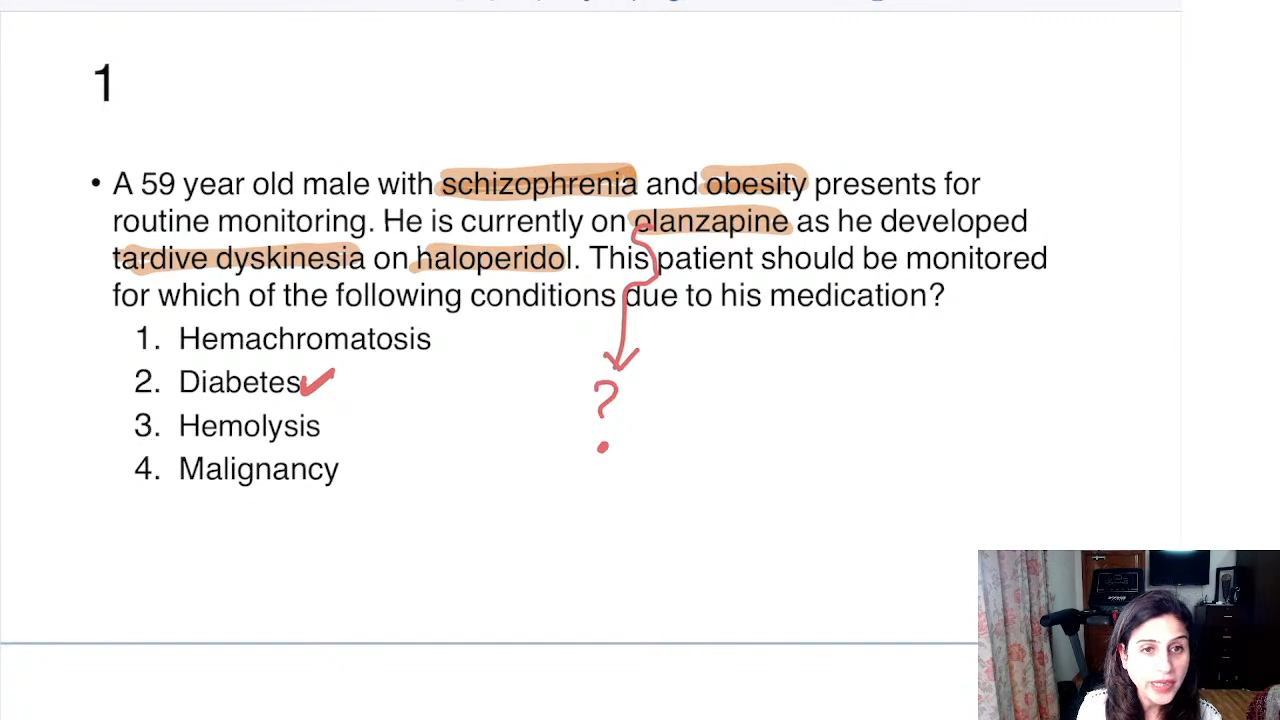 1
• A 59 year old male with schizophrenia and obesity presents for
routine monitoring. He is currently on olanzapine as he developed
tardive dyskinesia on haloperidol. This patient should be monitored
for which of the following conditions due to his medication?
1. Hemachromatosis
2. Diabetes
?
3. Hemolysis
4. Malignancy